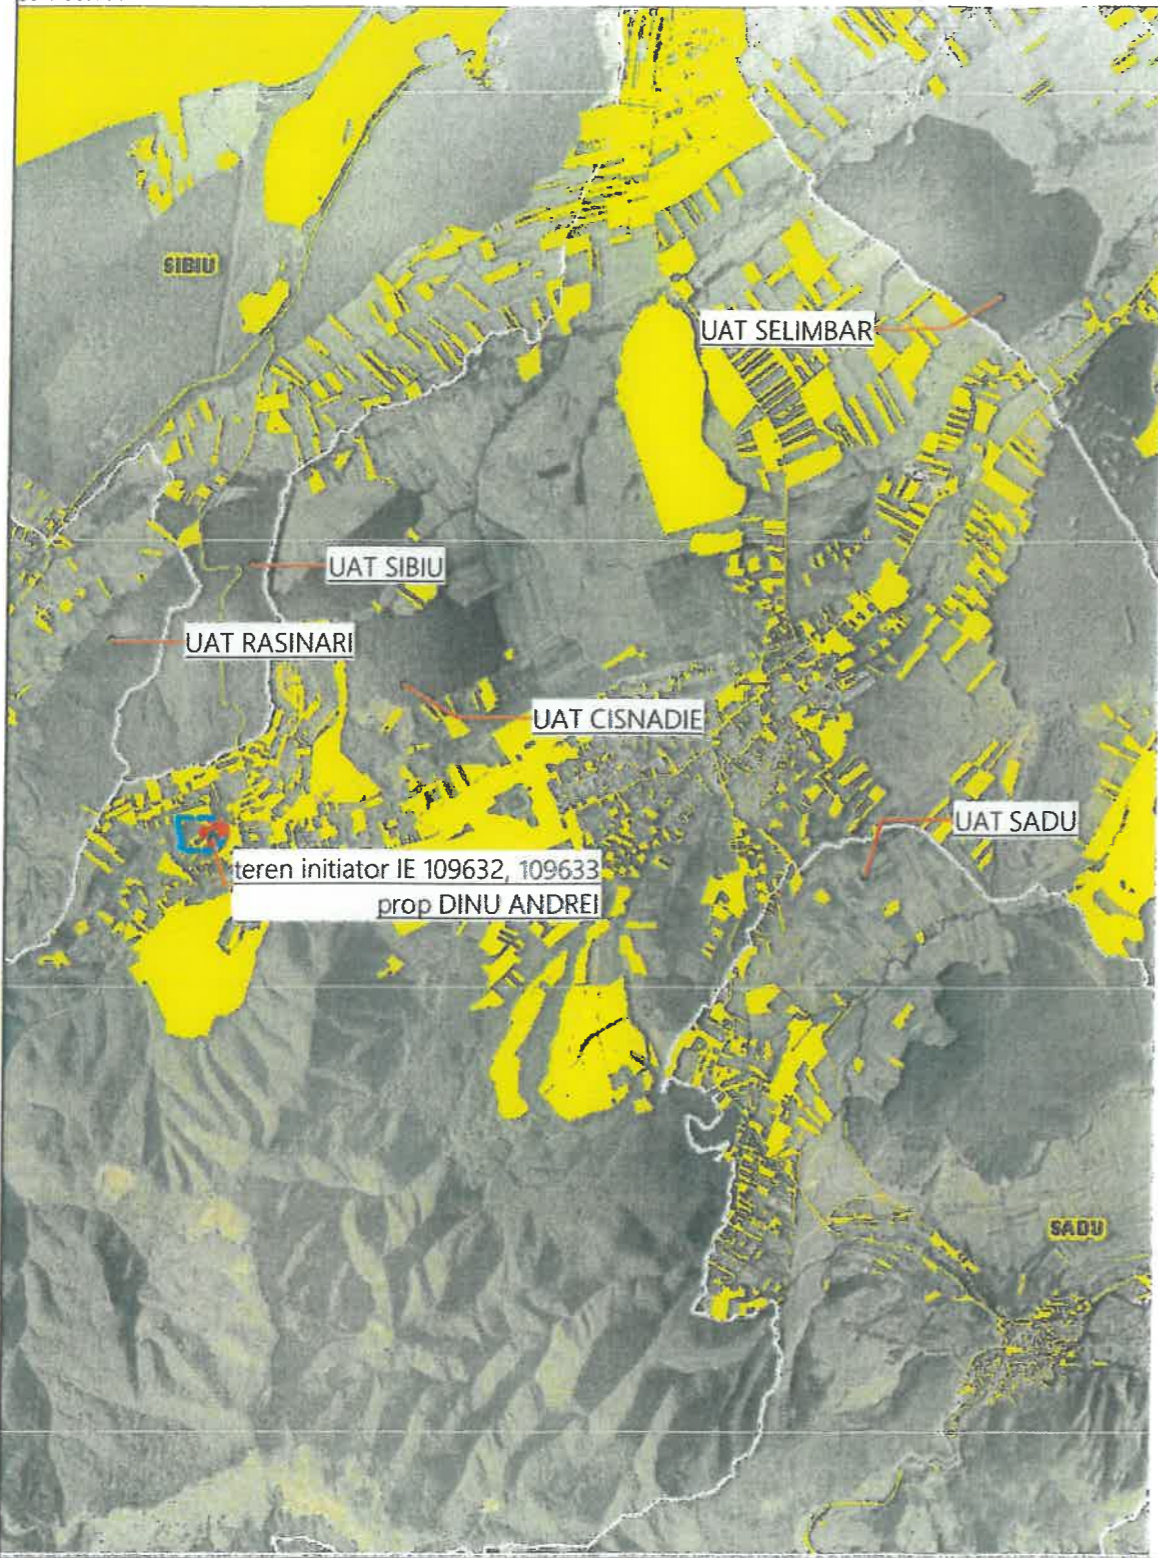 SIBIU
UAT SELIMBAR
UAT SIBIU
UAT RASINARI
UAT CISNADIE
UAT SADU
teren initiator IE 109632, 109633
prop DINU ANDREI
SADU